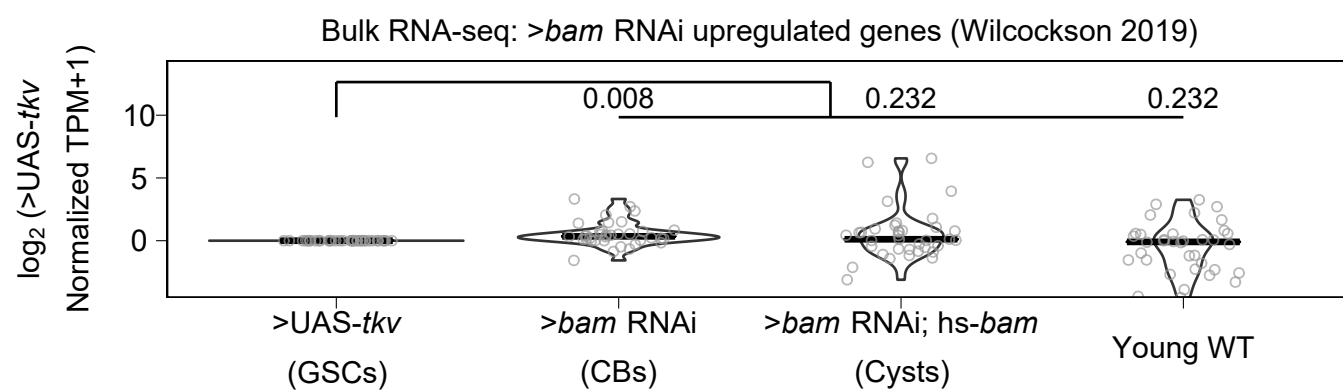 Bulk RNA-seq: >bam RNAi upregulated genes (Wilcockson 2019)
log₂ (>UAS-tkv
Normalized TPM+1)
10
5
0
0.008
0.232
0.232
>UAS-tkv
(GSCs)
>bam RNAi
(CBs)
>bam RNAi; hs-bam
(Cysts)
Young WT